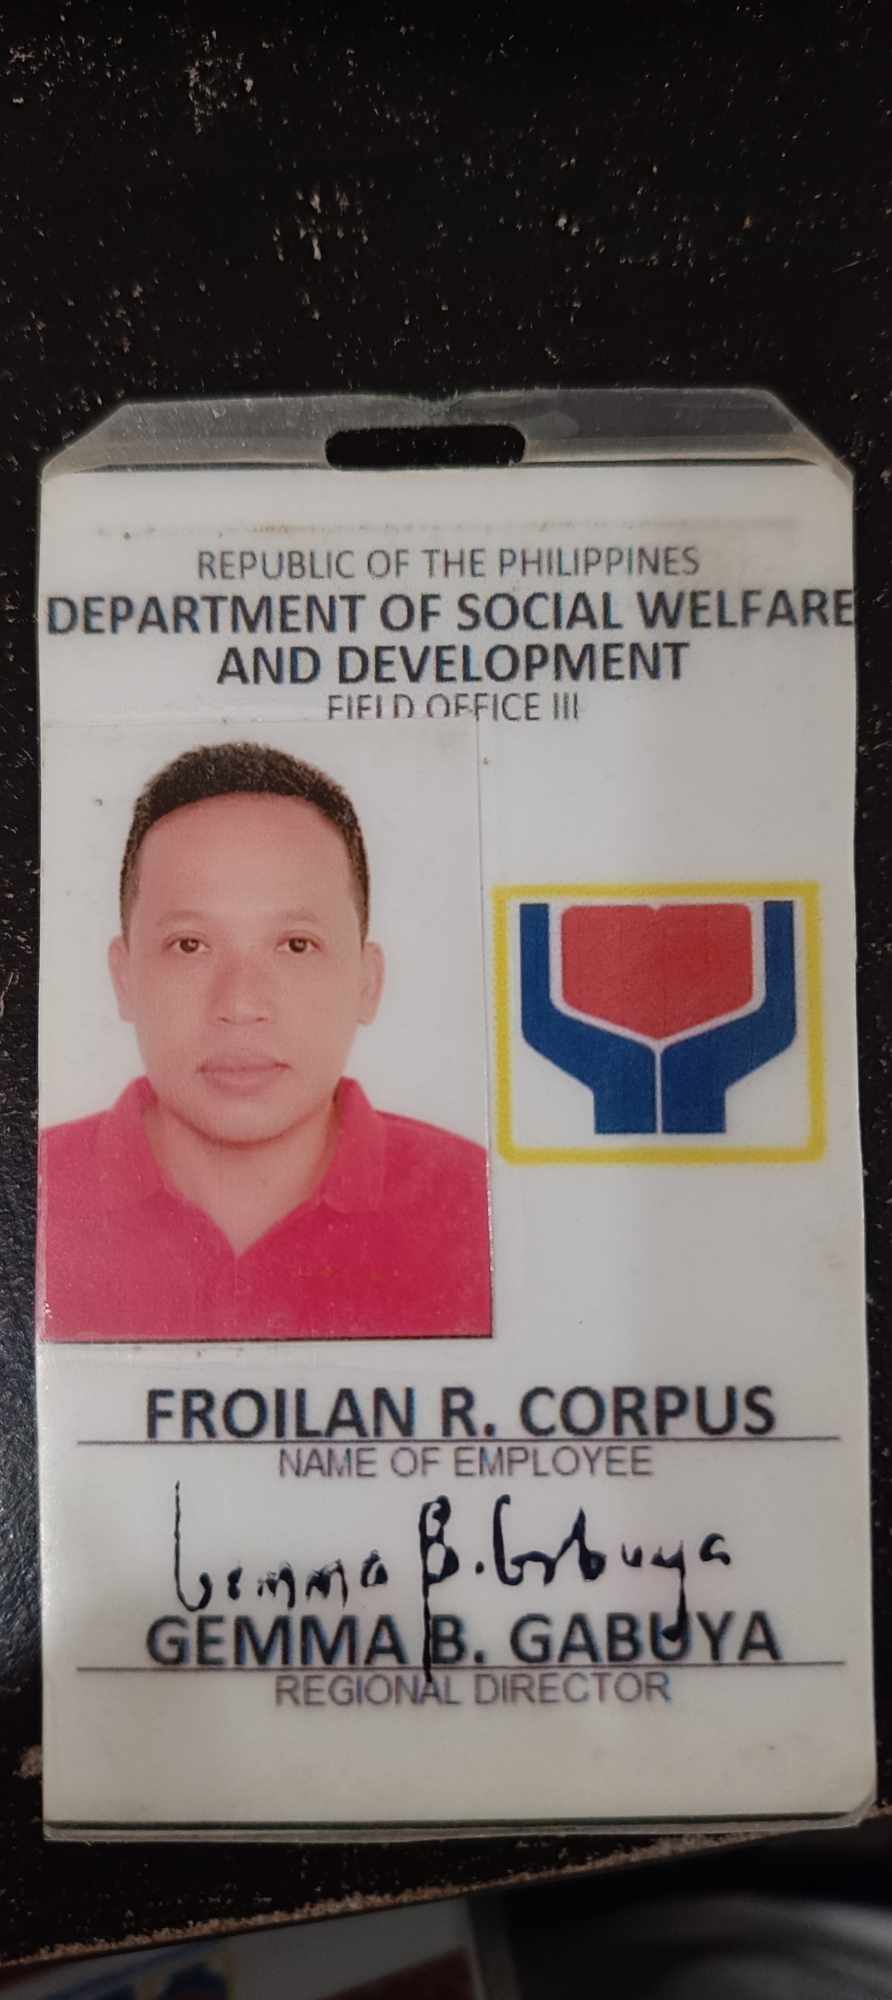 REPUBLIC OF THE PHILIPPINES
DEPARTMENT OF SOCIAL WELFARE
AND DEVELOPMENT
FIELD OFFICE III
FROILAN R. CORPUS
NAME OF EMPLOYEE
Gemma B. Gabuya
GEMMA B. GABUYA
REGIONAL DIRECTOR